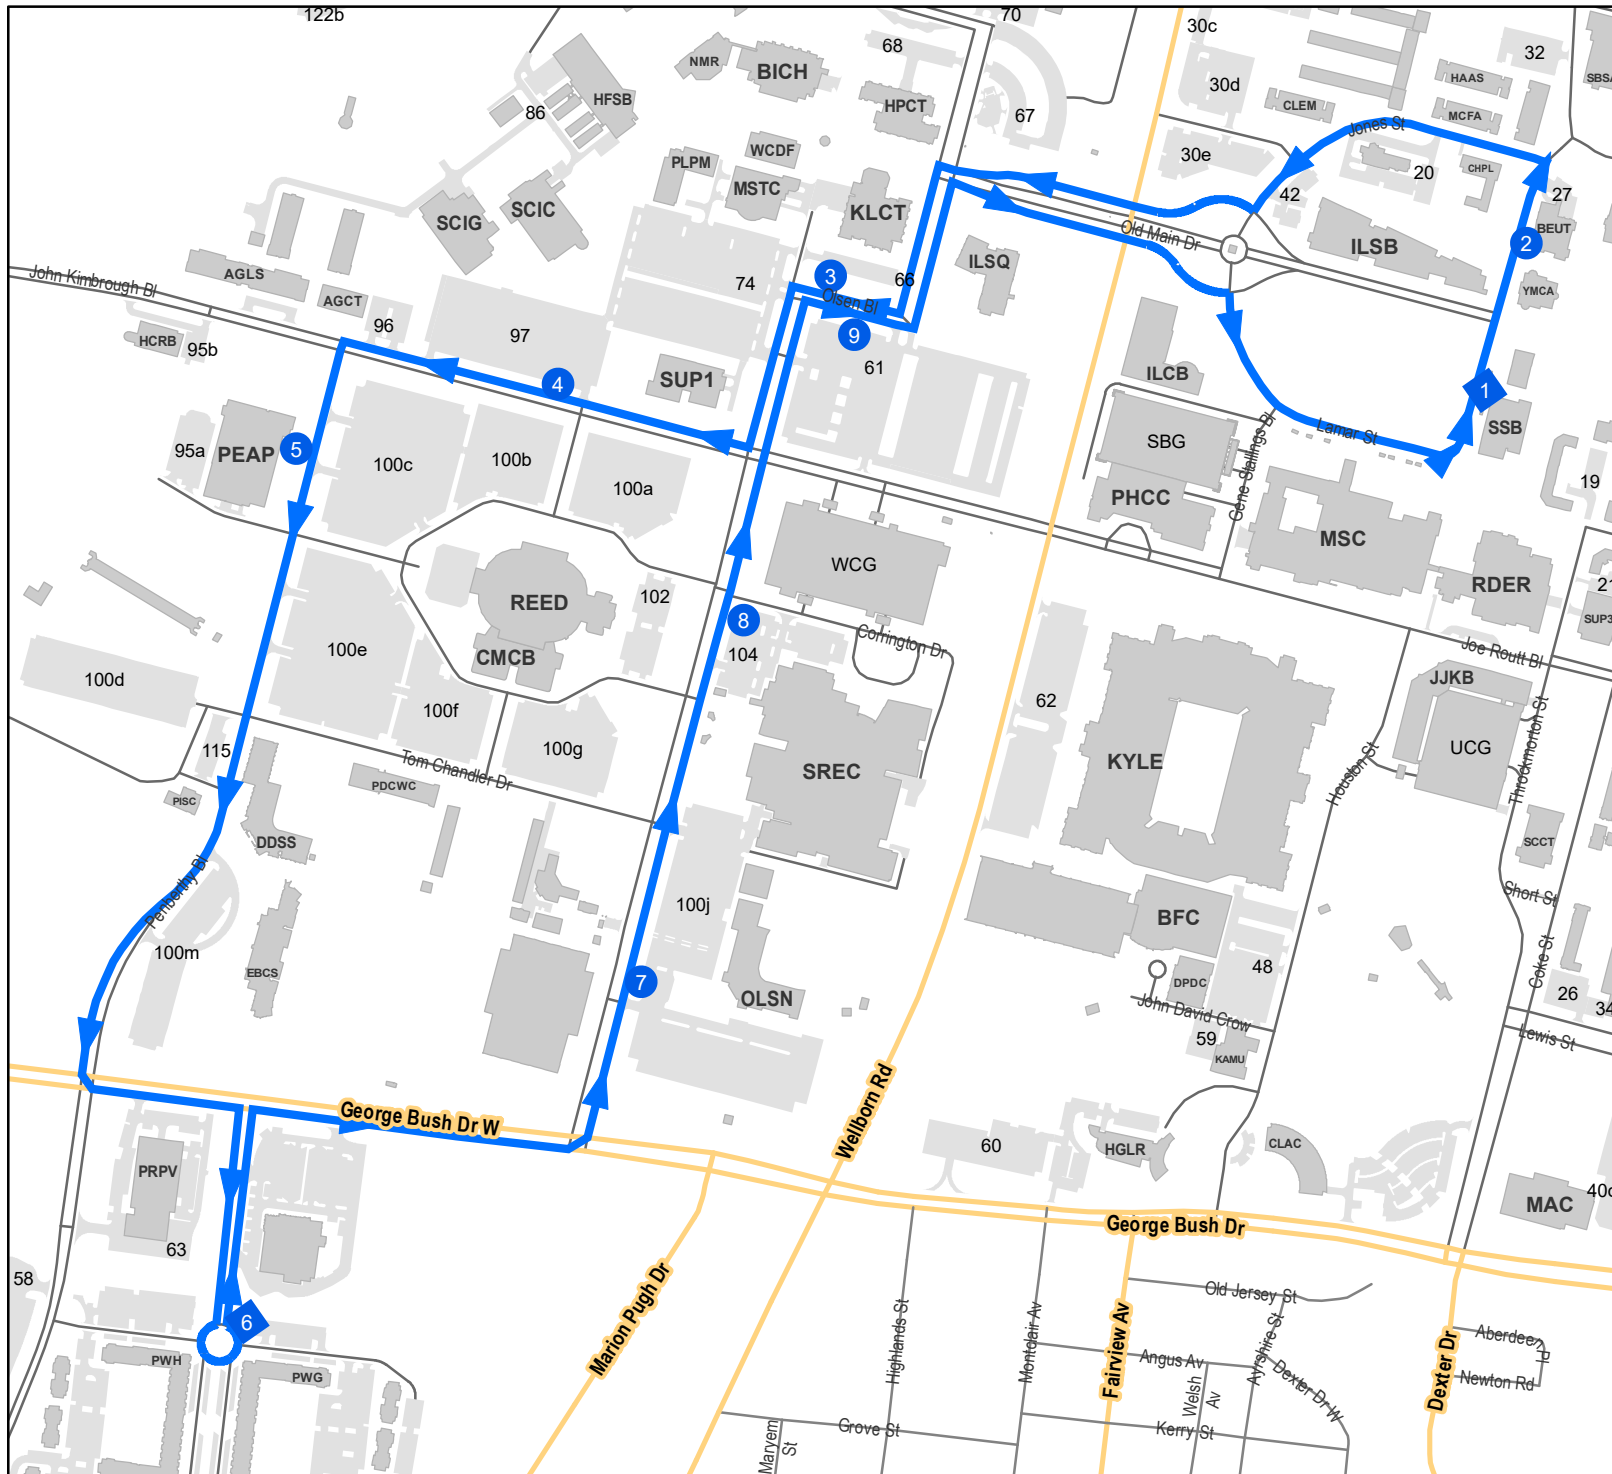 122b
70
30c
68
NMR
BICH
32
HAAS
SBSA
86
HFSB
HPCT
67
30d
CLEM
MCFA
Jones St
WCDF
PLPM
MSTC
30e
20
CHPL
42
27
KLCT
SCIG
SCIC
Old Main Dr
ILSB
2
BEUT
ILSQ
YMCA
John Kimbrough Bl
AGLS
AGCT
74
3
66
Olsen Bl
96
97
HCRB
95b
9
61
SUP1
ILCB
4
1
SSB
SBG
Gene Stallings Bl
Lamar St
95a
PEAP
5
100c
100b
100a
19
PHCC
MSC
WCG
RDER
REED
102
21
SUP3
8
Corrington Dr
104
CMCB
100e
100d
Joe Routt Bl
JJKB
62
100f
100g
115
Tom Chandler Dr
SREC
KYLE
UCG
Throckmorton St
Houston St
PISC
PDCWC
DDSS
SCCT
Penberthy Bl
Short St
100j
BFC
100m
EBCS
7
OLSN
48
DPDC
Coke St
26
34
John David Crow
59
KAMU
Lewis St
George Bush Dr W
Wellborn Rd
60
HGLR
CLAC
PRPV
MAC
40c
63
George Bush Dr
58
6
Marion Pugh Dr
Highlands St
Montclair Av
Fairview Av
Old Jersey St
Ayrshire St
Aberdeen Pl
Dexter Dr
Angus Av
Welsh Av
Dexter Dr W
Newton Rd
PWH
PWG
Grove St
Maryem St
Kerry St